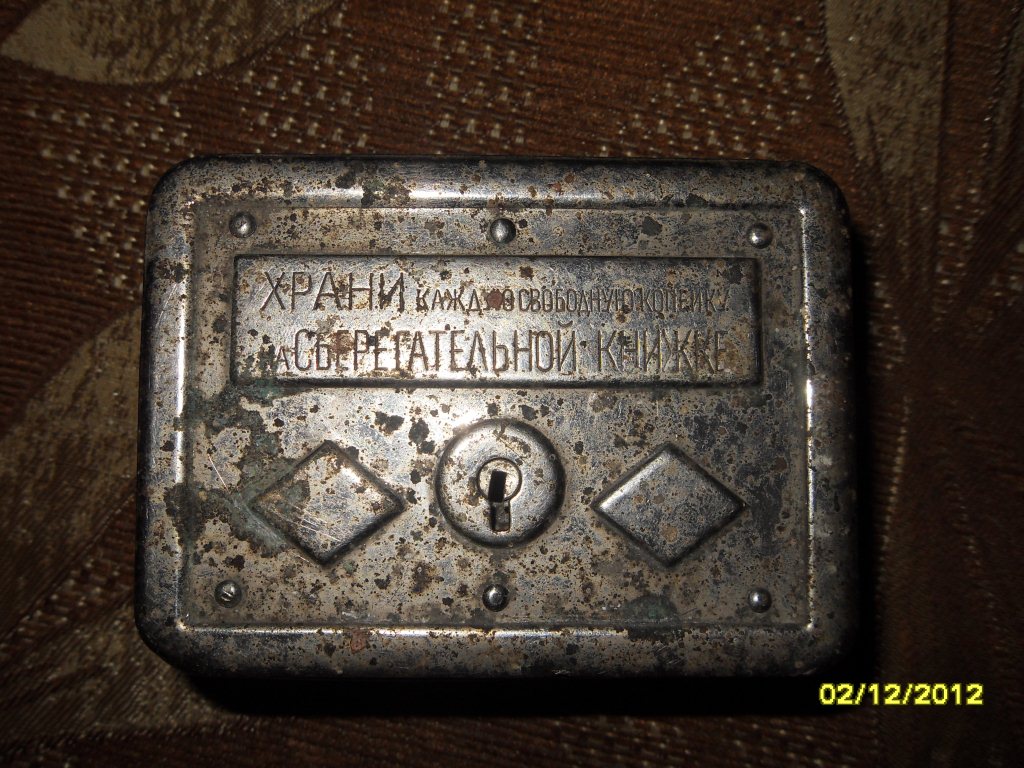 ХРАНИ КАЖДУЮ СВОБОДНУЮ КОПЕЙКУ
НА СБЕРЕГАТЕЛЬНОЙ КНИЖКЕ
02/12/2012